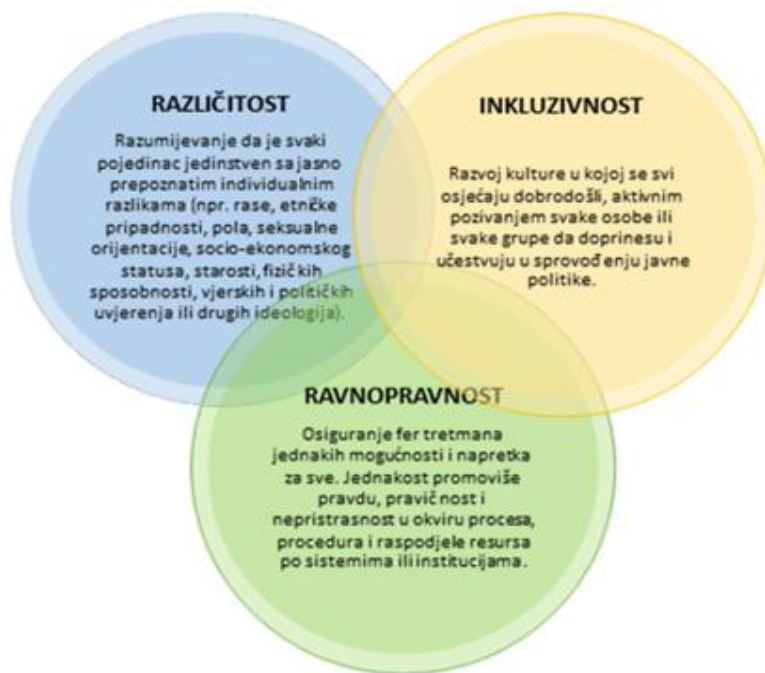 RAZLIČITOST
Razumijevanje da je svaki
pojedinac jedinstven sa jasno
prepoznatim individualnim
razlikama (npr. rase, etničke
pripadnosti, pola, seksualne
orijentacije, socio-ekonomskog
statusa, starosti, fizičkih
sposobnosti, vjerskih i političkih
uvjerenja ili drugih ideologija).
INKLUZIVNOST
Razvoj kulture u kojoj se svi
osjećaju dobrodošli, aktivnim
pozivanjem svake osobe ili
svake grupe da doprinesu i
učestvuju u sprovođenju javne
politike.
RAVNOPRAVNOST
Osiguranje fer tretmana
jednakih mogućnosti i napretka
za sve. Jednakost promoviše
pravdu, pravičnost i
nepristrasnost u okviru procesa,
procedura i raspodjele resursa
po sistemima ili institucijama.